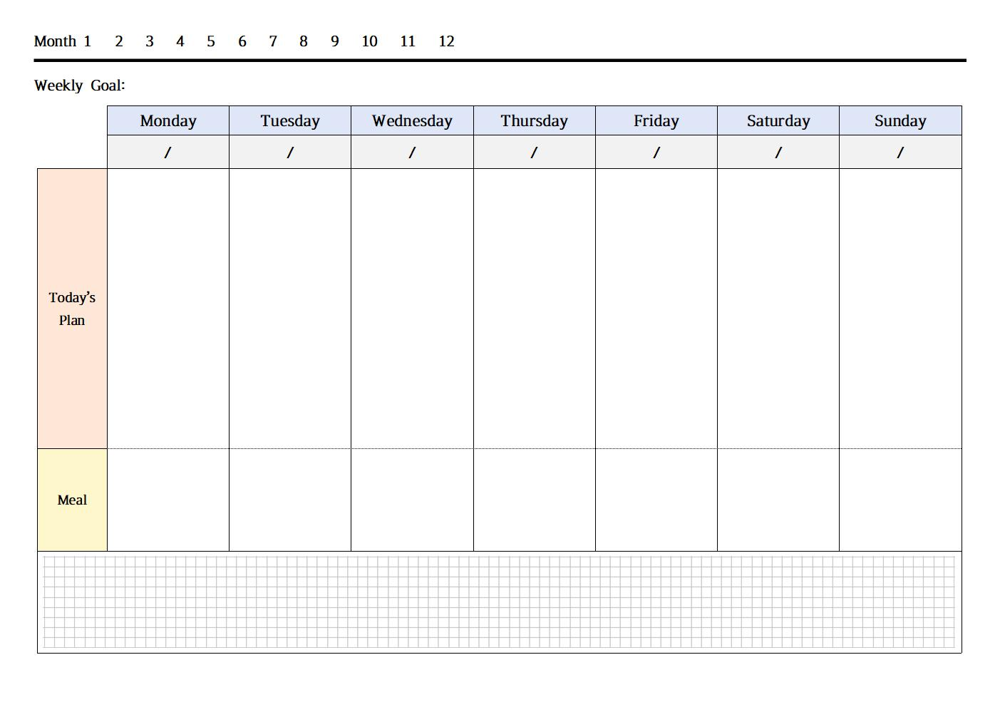 Month 1 2 3 4 5 6 7 8 9 10 11 12
Weekly Goal:
Monday Tuesday Wednesday Thursday Friday Saturday Sunday
/ / / / / / /
Today's
Plan
Meal